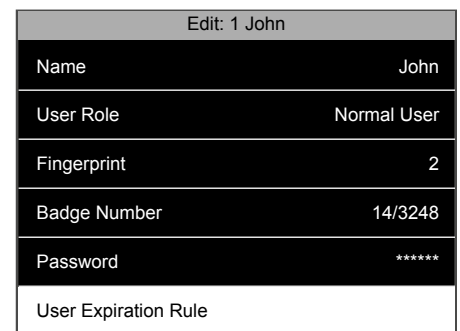 Edit: 1 John
Name John
User Role Normal User
Fingerprint 2
Badge Number 14/3248
Password ******
User Expiration Rule